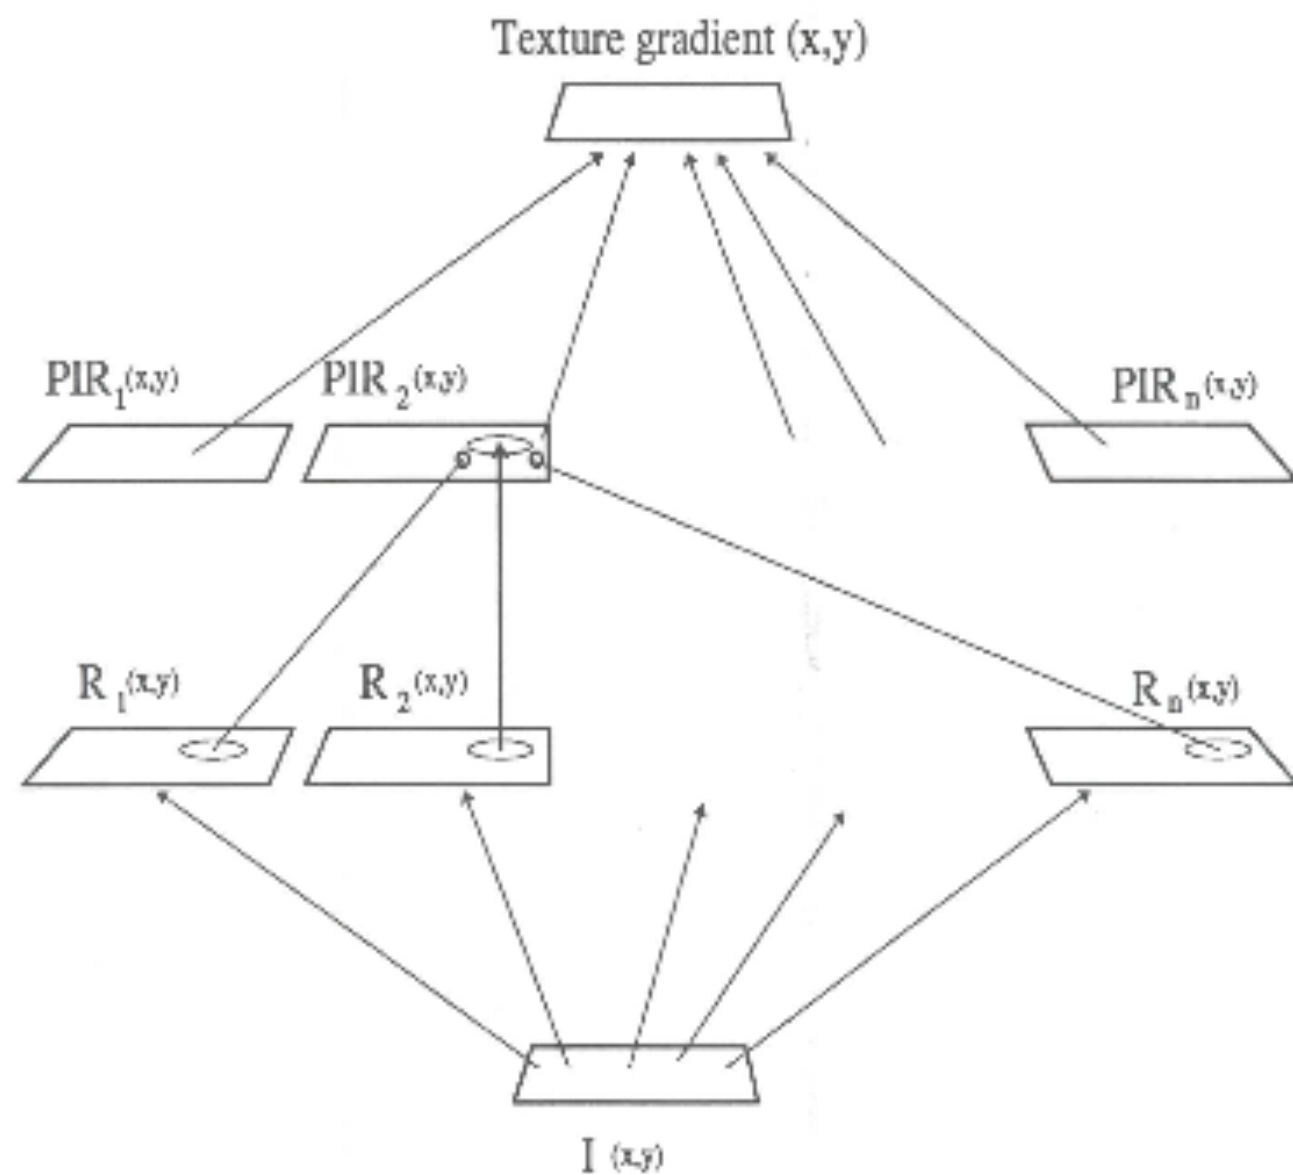 Texture gradient (x,y)
PIR1(x,y)
PIR2(x,y)
PIRn(x,y)
R1(x,y)
R2(x,y)
Rn(x,y)
I (x,y)